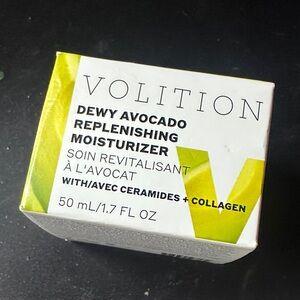 VOLITION
DEWY AVOCADO
REPLENISHING
MOISTURIZER
SOIN REVITALISANT
À L'AVOCAT
WITH/AVEC CERAMIDES + COLLAGEN
50 mL/1.7 FL OZ